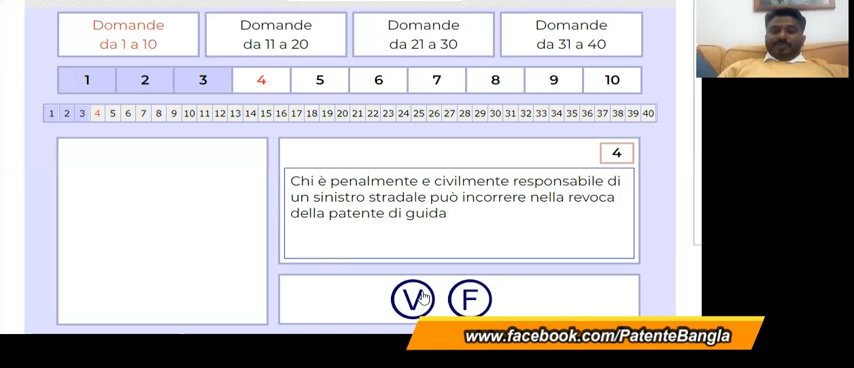 Domande
da 1 a 10
Domande
da 11 a 20
Domande
da 21 a 30
Domande
da 31 a 40
1 2 3 4 5 6 7 8 9 10
1 2 3 4 5 6 7 8 9 10 11 12 13 14 15 16 17 18 19 20 21 22 23 24 25 26 27 28 29 30 31 32 33 34 35 36 37 38 39 40
4
Chi è penalmente e civilmente responsabile di
un sinistro stradale può incorrere nella revoca
della patente di guida
V F
www.facebook.com/PatenteBangla